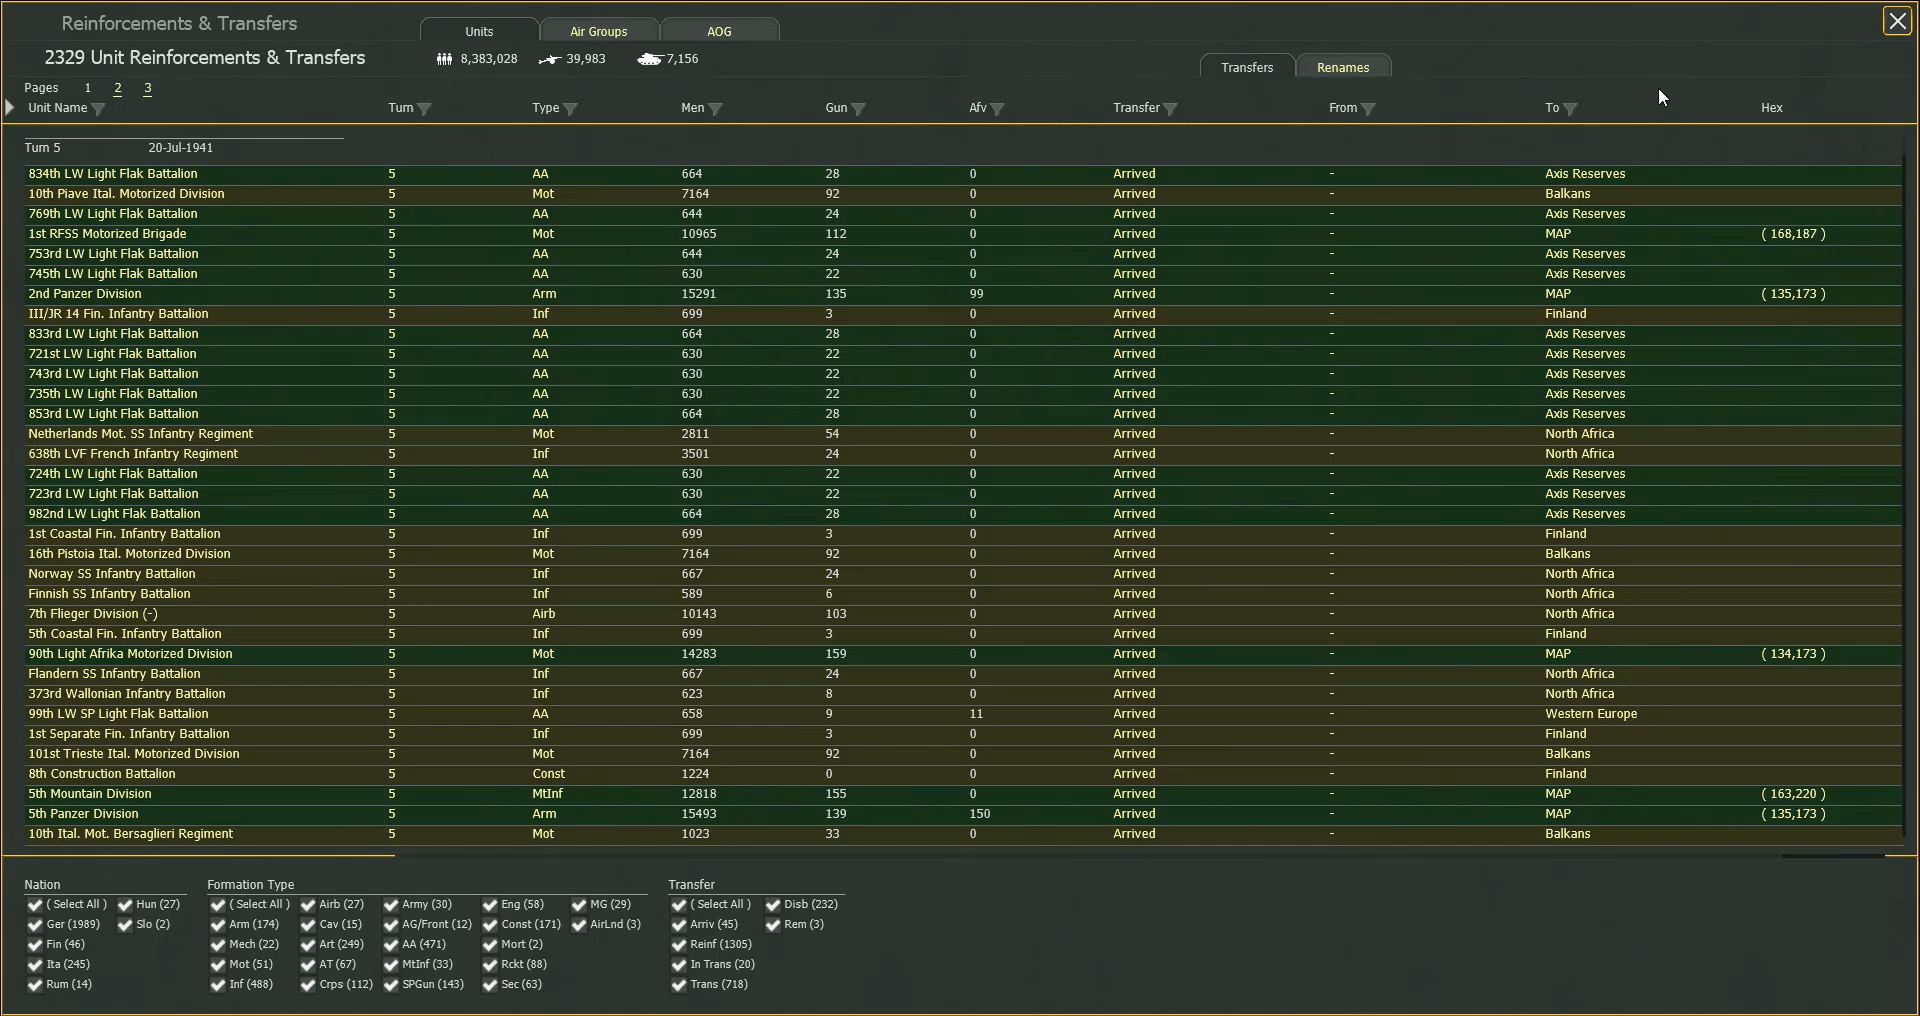 Reinforcements & Transfers
Units Air Groups AOG
2329 Unit Reinforcements & Transfers 8,383,028 39,983 7,156
Transfers Renames
Pages 1 2 3
Unit Name Turn Type Men Gun Afv Transfer From To Hex
Turn 5 20-Jul-1941
834th LW Light Flak Battalion 5 AA 664 28 0 Arrived - Axis Reserves
10th Piave Ital. Motorized Division 5 Mot 7164 92 0 Arrived - Balkans
769th LW Light Flak Battalion 5 AA 644 24 0 Arrived - Axis Reserves
1st RFSS Motorized Brigade 5 Mot 10965 112 0 Arrived - MAP ( 168,187 )
753rd LW Light Flak Battalion 5 AA 644 24 0 Arrived - Axis Reserves
745th LW Light Flak Battalion 5 AA 630 22 0 Arrived - Axis Reserves
2nd Panzer Division 5 Arm 15291 135 99 Arrived - MAP ( 135,173 )
III/JR 14 Fin. Infantry Battalion 5 Inf 699 3 0 Arrived - Finland
833rd LW Light Flak Battalion 5 AA 664 28 0 Arrived - Axis Reserves
721st LW Light Flak Battalion 5 AA 630 22 0 Arrived - Axis Reserves
743rd LW Light Flak Battalion 5 AA 630 22 0 Arrived - Axis Reserves
735th LW Light Flak Battalion 5 AA 630 22 0 Arrived - Axis Reserves
853rd LW Light Flak Battalion 5 AA 664 28 0 Arrived - Axis Reserves
Netherlands Mot. SS Infantry Regiment 5 Mot 2811 54 0 Arrived - North Africa
638th LVF French Infantry Regiment 5 Inf 3501 24 0 Arrived - North Africa
724th LW Light Flak Battalion 5 AA 630 22 0 Arrived - Axis Reserves
723rd LW Light Flak Battalion 5 AA 630 22 0 Arrived - Axis Reserves
982nd LW Light Flak Battalion 5 AA 664 28 0 Arrived - Axis Reserves
1st Coastal Fin. Infantry Battalion 5 Inf 699 3 0 Arrived - Finland
16th Pistoia Ital. Motorized Division 5 Mot 7164 92 0 Arrived - Balkans
Norway SS Infantry Battalion 5 Inf 667 24 0 Arrived - North Africa
Finnish SS Infantry Battalion 5 Inf 589 6 0 Arrived - North Africa
7th Flieger Division (-) 5 Airb 10143 103 0 Arrived - North Africa
5th Coastal Fin. Infantry Battalion 5 Inf 699 3 0 Arrived - Finland
90th Light Afrika Motorized Division 5 Mot 14283 159 0 Arrived - MAP ( 134,173 )
Flandern SS Infantry Battalion 5 Inf 667 24 0 Arrived - North Africa
373rd Wallonian Infantry Battalion 5 Inf 623 8 0 Arrived - North Africa
99th LW SP Light Flak Battalion 5 AA 658 9 11 Arrived - Western Europe
1st Separate Fin. Infantry Battalion 5 Inf 699 3 0 Arrived - Finland
101st Trieste Ital. Motorized Division 5 Mot 7164 92 0 Arrived - Balkans
8th Construction Battalion 5 Const 1224 0 0 Arrived - Finland
5th Mountain Division 5 MtInf 12818 155 0 Arrived - MAP ( 163,220 )
5th Panzer Division 5 Arm 15493 139 150 Arrived - MAP ( 135,173 )
10th Ital. Mot. Bersaglieri Regiment 5 Mot 1023 33 0 Arrived - Balkans
Nation Formation Type Transfer
( Select All ) Hun (27) ( Select All ) Airb (27) Army (30) Eng (58) MG (29) ( Select All ) Disb (232)
Ger (1989) Slo (2) Arm (174) Cav (15) AG/Front (12) Const (171) AirLnd (3) Arriv (45) Rem (3)
Fin (46) Mech (22) Art (249) AA (471) Mort (2) Reinf (1305)
Ita (245) Mot (51) AT (67) MtInf (33) Rckt (88) In Trans (20)
Rum (14) Inf (488) Crps (112) SPGun (143) Sec (63) Trans (718)